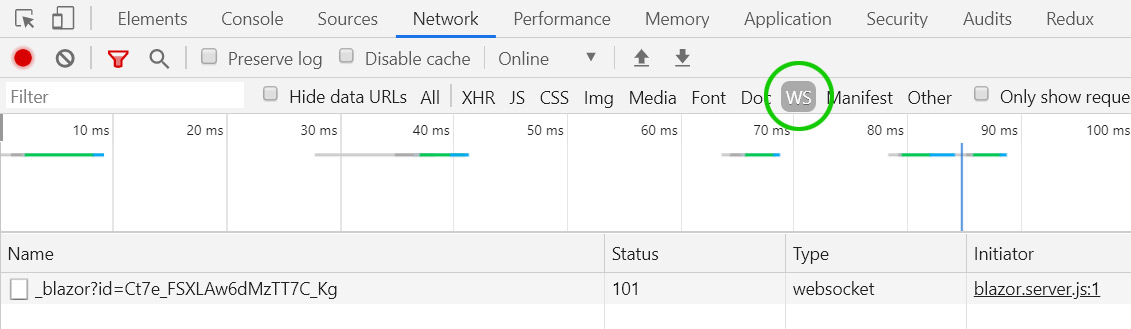 Elements Console Sources Network Performance Memory Application Security Audits Redux
Preserve log Disable cache Online
Filter Hide data URLs All XHR JS CSS Img Media Font Doc WS Manifest Other Only show reque
10 ms 20 ms 30 ms 40 ms 50 ms 60 ms 70 ms 80 ms 90 ms 100 ms
Name Status Type Initiator
_blazor?id=Ct7e_FSXLAw6dMzTT7C_Kg 101 websocket blazor.server.js:1